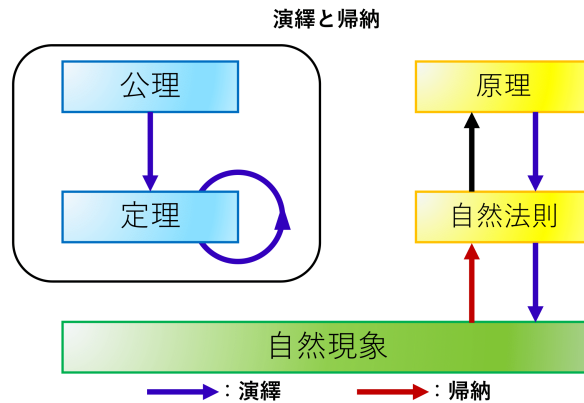 演繹と帰納
公理
原理
定理
自然法則
自然現象
：演繹
：帰納